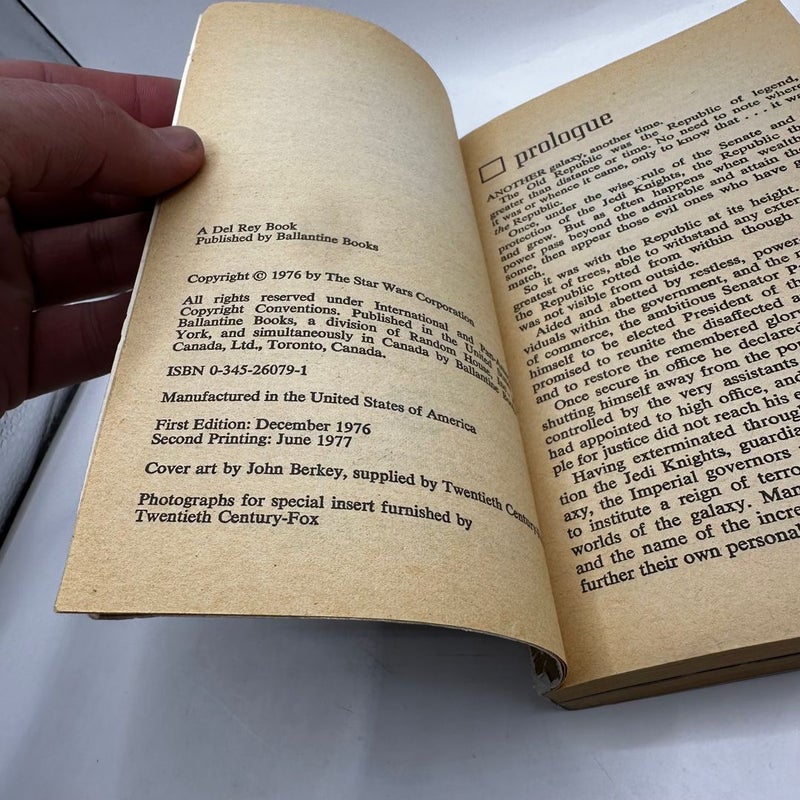 A Del Rey Book
Published by Ballantine Books
Copyright © 1976 by The Star Wars Corporation
All rights reserved under International and Pan-
Copyright Conventions. Published in the United
Ballantine Books, a division of Random House,
York, and simultaneously in Canada by Ballantine
Canada, Ltd., Toronto, Canada.
ISBN 0-345-26079-1
Manufactured in the United States of America
First Edition: December 1976
Second Printing: June 1977
Cover art by John Berkey, supplied by Twentieth Century-
Photographs for special insert furnished by
Twentieth Century-Fox
prologue
ANOTHER galaxy, another time.
The Old Republic was the Republic of legend,
greater than distance or time. No need to note where
it was or whence it came, only to know that . . . it was
the Republic.
Once, under the wise rule of the Senate and
protection of the Jedi Knights, the Republic
and grew. But as often happens when wealth
power pass beyond the admirable and attain
some, then appear those evil ones who have
match.
So it was with the Republic at its height.
greatest of trees, able to withstand any
the Republic rotted from within though
was not visible from outside.
Aided and abetted by restless, power-
viduals within the government, and the
of commerce, the ambitious Senator
himself to be elected President of the
promised to reunite the disaffected
and to restore the remembered
Once secure in office he declared
shutting himself away from the
controlled by the very assistants
had appointed to high office, and
ple for justice did not reach his
Having exterminated through
tion the Jedi Knights,
axy, the Imperial governors
to institute a reign of
worlds of the galaxy.
and the name of the
further their own personal